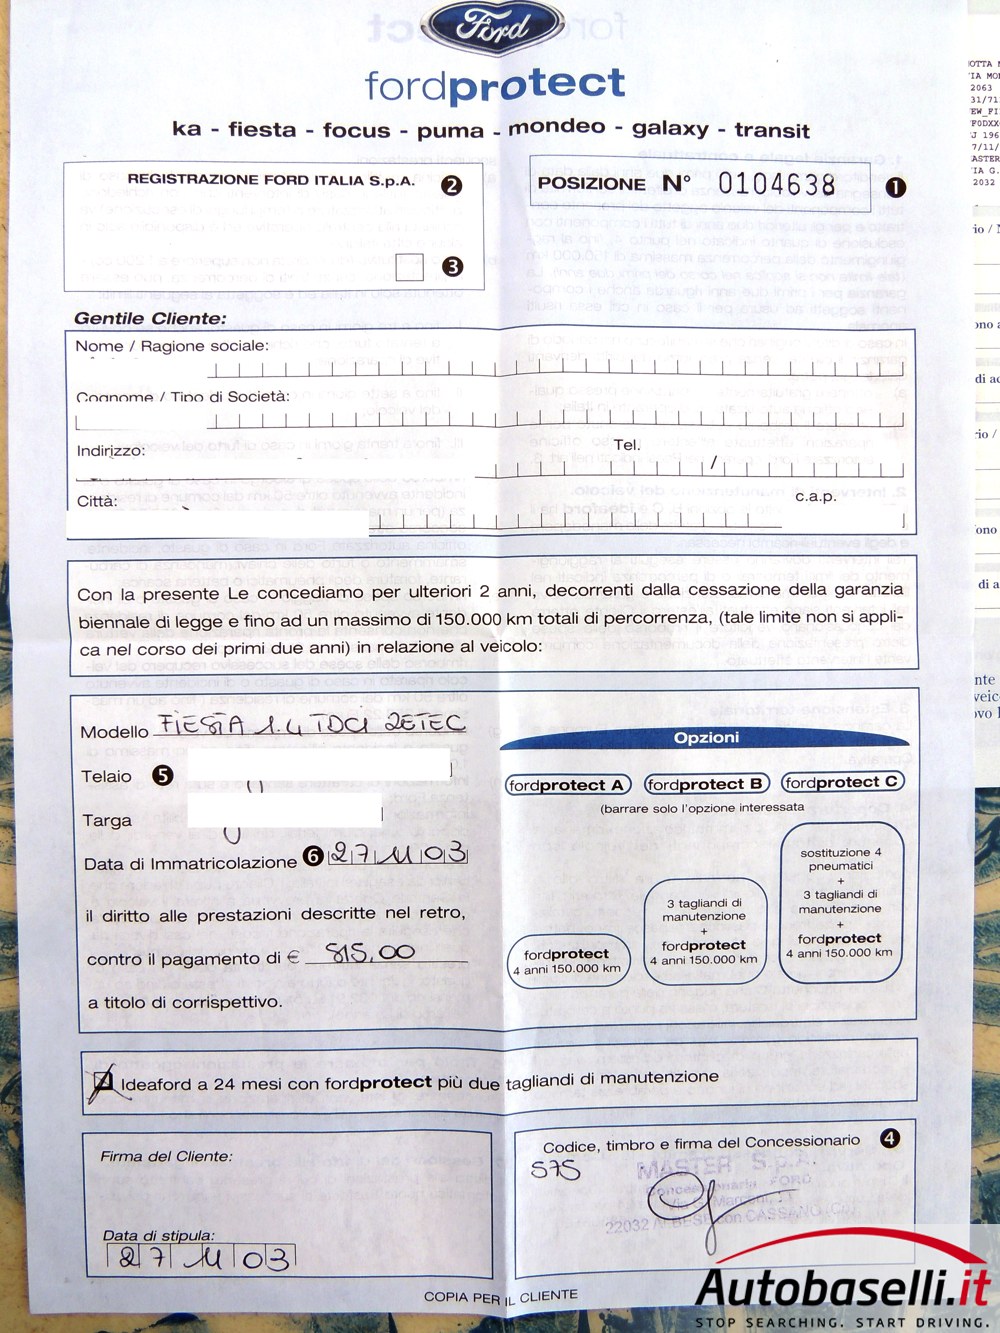 Ford
fordprotect
ka - fiesta - focus - puma - mondeo - galaxy - transit
REGISTRAZIONE FORD ITALIA S.p.A. 2
3
POSIZIONE N° 0104638 1
Gentile Cliente:
Nome / Ragione sociale:
Cognome / Tipo di Società:
Indirizzo:
Tel.
/
Città:
c.a.p.
Con la presente Le concediamo per ulteriori 2 anni, decorrenti dalla cessazione della garanzia
biennale di legge e fino ad un massimo di 150.000 km totali di percorrenza, (tale limite non si appli-
ca nel corso dei primi due anni) in relazione al veicolo:
Modello FIESTA 1.4 TDCI ZETEC
Telaio 5
Targa
Data di Immatricolazione 6 27 11 03
il diritto alle prestazioni descritte nel retro,
contro il pagamento di € 815,00
a titolo di corrispettivo.
Opzioni
fordprotect A fordprotect B fordprotect C
(barrare solo l'opzione interessata
fordprotect
4 anni 150.000 km
3 tagliandi di
manutenzione
+
fordprotect
4 anni 150.000 km
sostituzione 4
pneumatici
+
3 tagliandi di
manutenzione
+
fordprotect
4 anni 150.000 km
Ideaford a 24 mesi con fordprotect più due tagliandi di manutenzione
Firma del Cliente:
Data di stipula:
27 11 03
Codice, timbro e firma del Concessionario 4
575
MASTER S.p.A.
Concessionaria FORD
22032 ALBESE con CASSANO (CO)
COPIA PER IL CLIENTE
Autobaselli.it
STOP SEARCHING. START DRIVING.